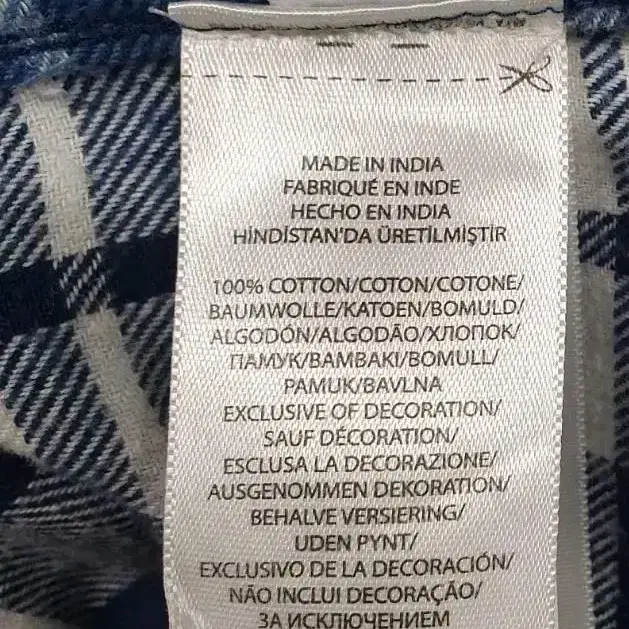 MADE IN INDIA
FABRIQUÉ EN INDE
HECHO EN INDIA
HİNDİSTAN'DA ÜRETİLMİŞTİR
100% COTTON/COTON/COTONE/
BAUMWOLLE/KATOEN/BOMULD/
ALGODÓN/ALGODÃO/ХЛОПОК/
ПАМУК/BAMBAKI/BOMULL/
PAMUK/BAVLNA
EXCLUSIVE OF DECORATION/
SAUF DÉCORATION/
ESCLUSA LA DECORAZIONE/
AUSGENOMMEN DEKORATION/
BEHALVE VERSIERING/
UDEN PYNT/
EXCLUSIVO DE LA DECORACIÓN/
NÃO INCLUI DECORAÇÃO/
ЗА ИСКЛЮЧЕНИЕМ